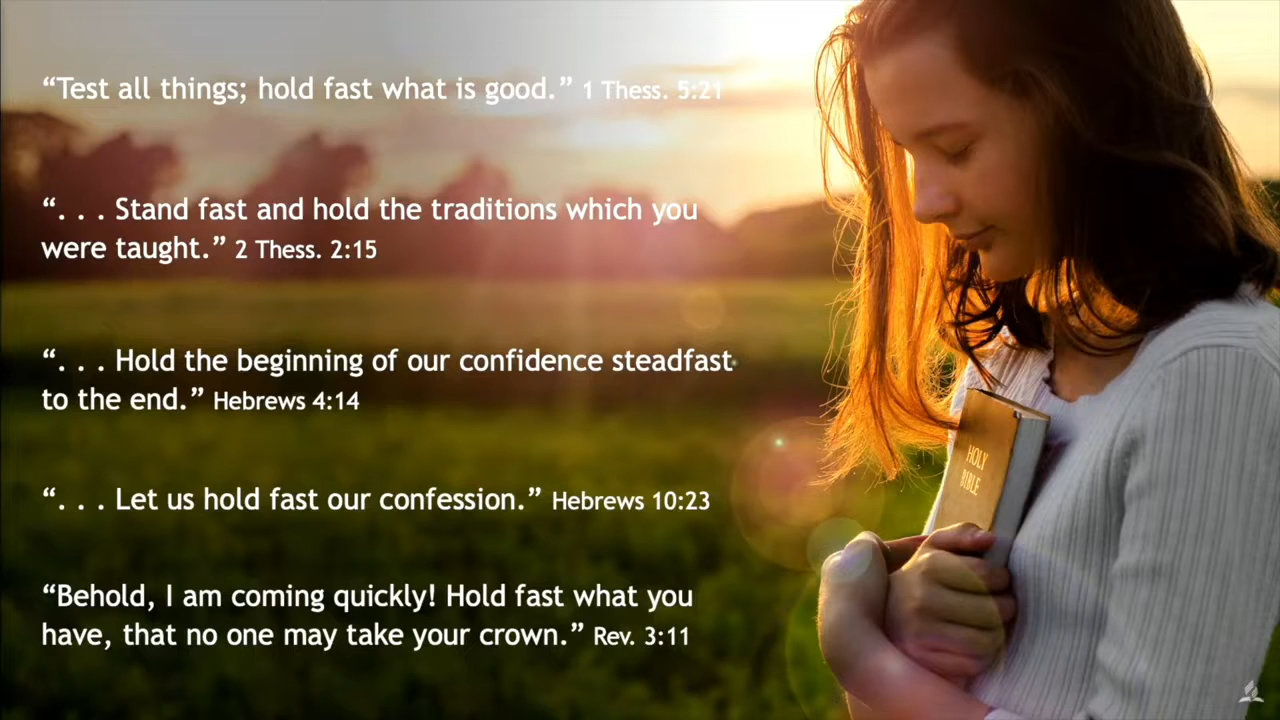 “Test all things; hold fast what is good.” 1 Thess. 5:21
“. . . Stand fast and hold the traditions which you
were taught.” 2 Thess. 2:15
“. . . Hold the beginning of our confidence steadfast
to the end.” Hebrews 4:14
“. . . Let us hold fast our confession.” Hebrews 10:23
“Behold, I am coming quickly! Hold fast what you
have, that no one may take your crown.” Rev. 3:11
HOLY
BIBLE